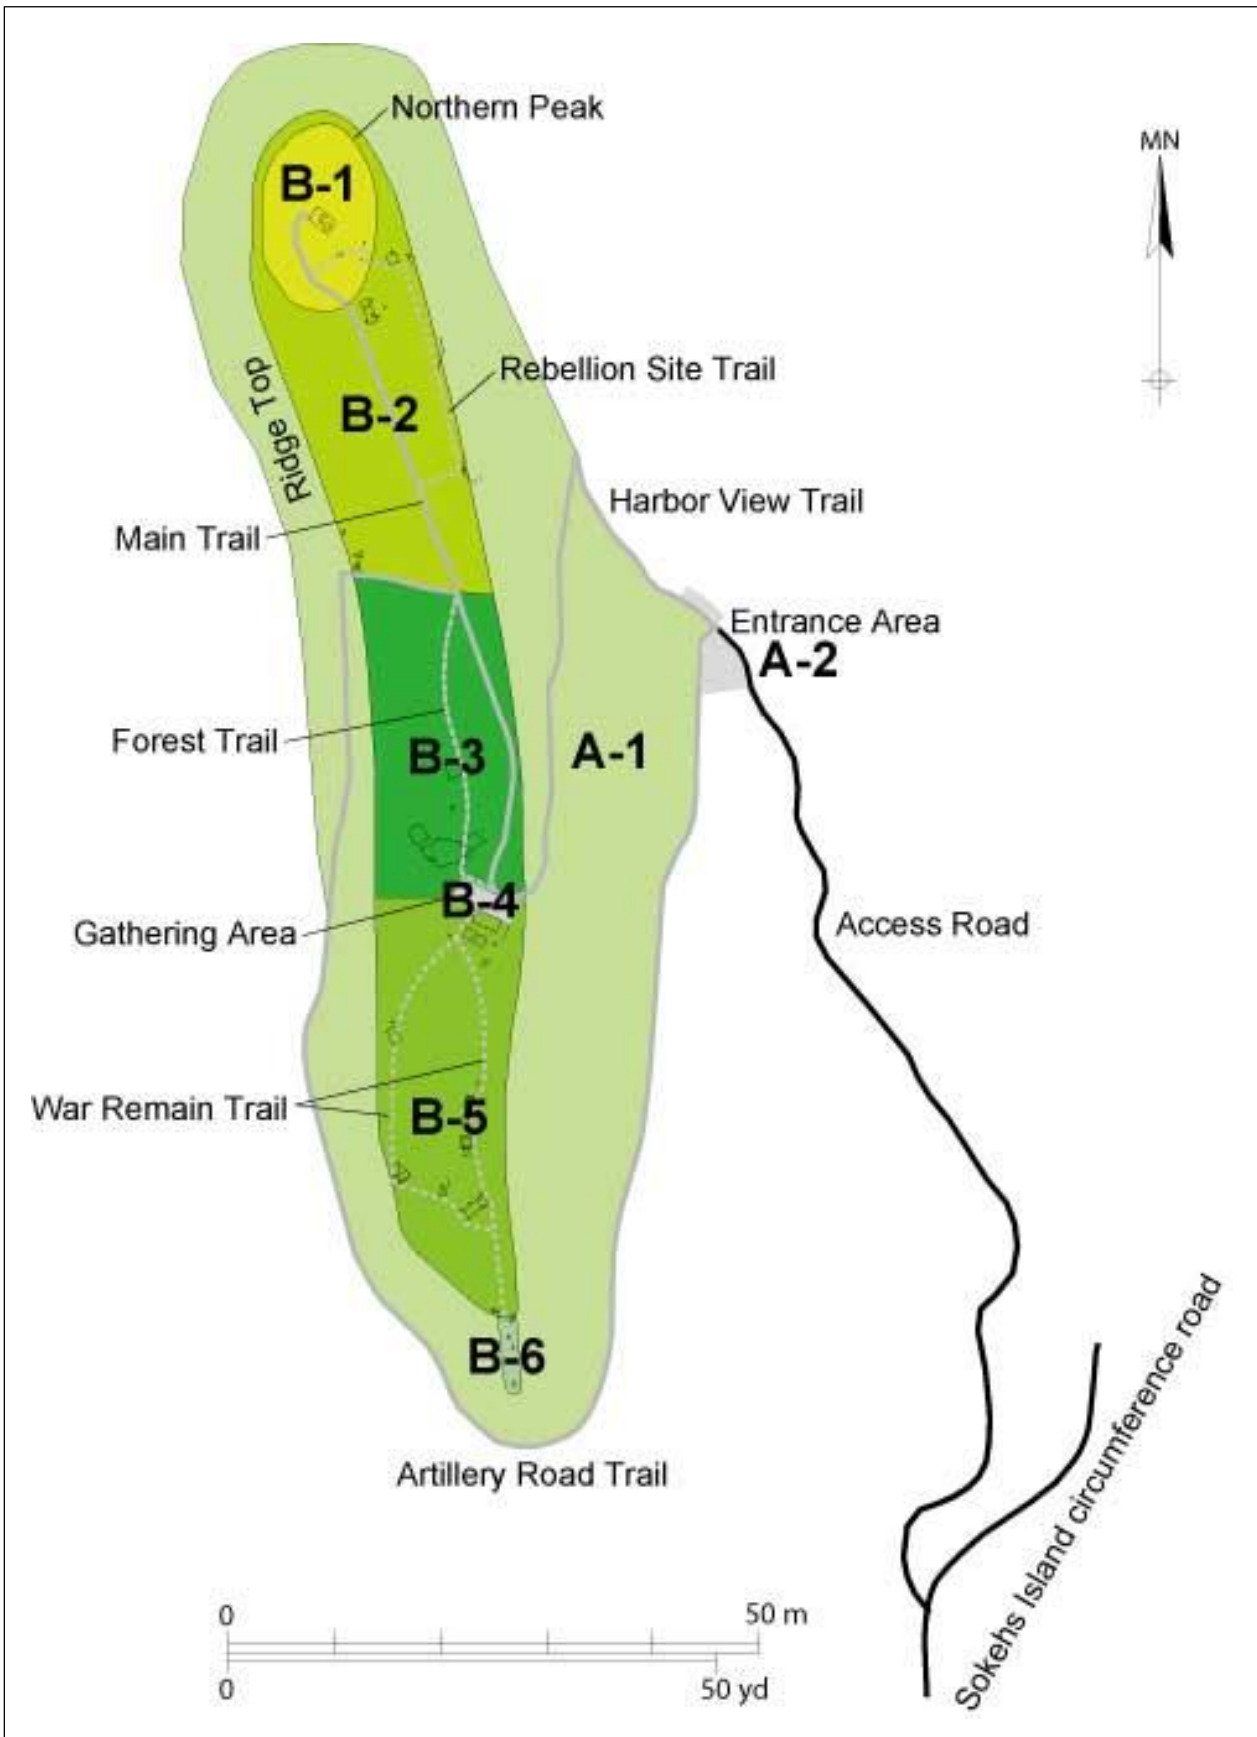 Northern Peak
MN
B-1
Rebellion Site Trail
Ridge Top
B-2
Harbor View Trail
Main Trail
Entrance Area
A-2
Forest Trail
B-3
A-1
B-4
Gathering Area
Access Road
War Remain Trail
B-5
B-6
Artillery Road Trail
Sokehs Island circumference road
0 50 m
0 50 yd